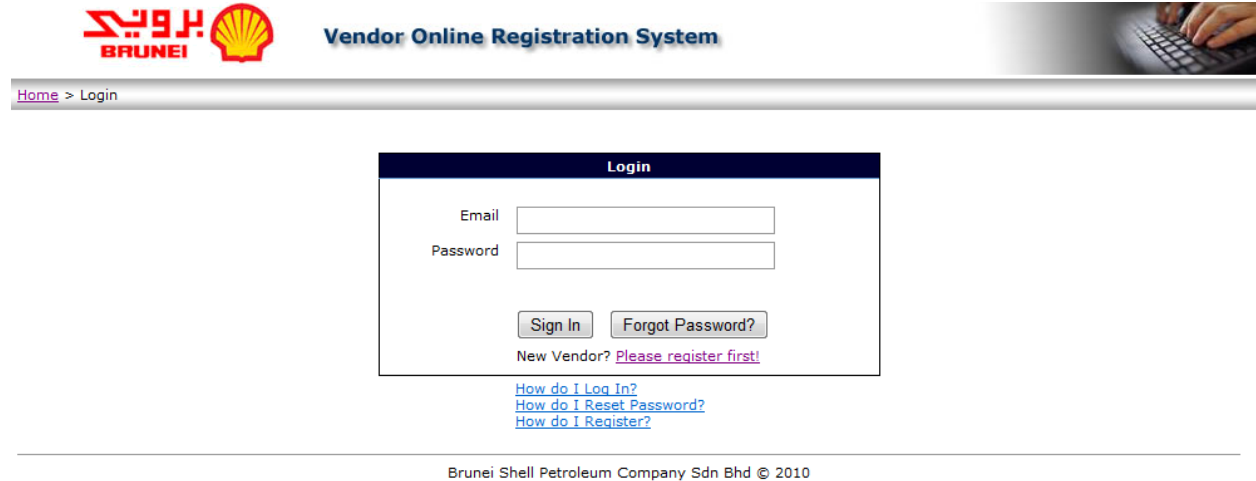 بروني
BRUNEI
Vendor Online Registration System
Home > Login
Login
Email
Password
Sign In Forgot Password?
New Vendor? Please register first!
How do I Log In?
How do I Reset Password?
How do I Register?
Brunei Shell Petroleum Company Sdn Bhd © 2010